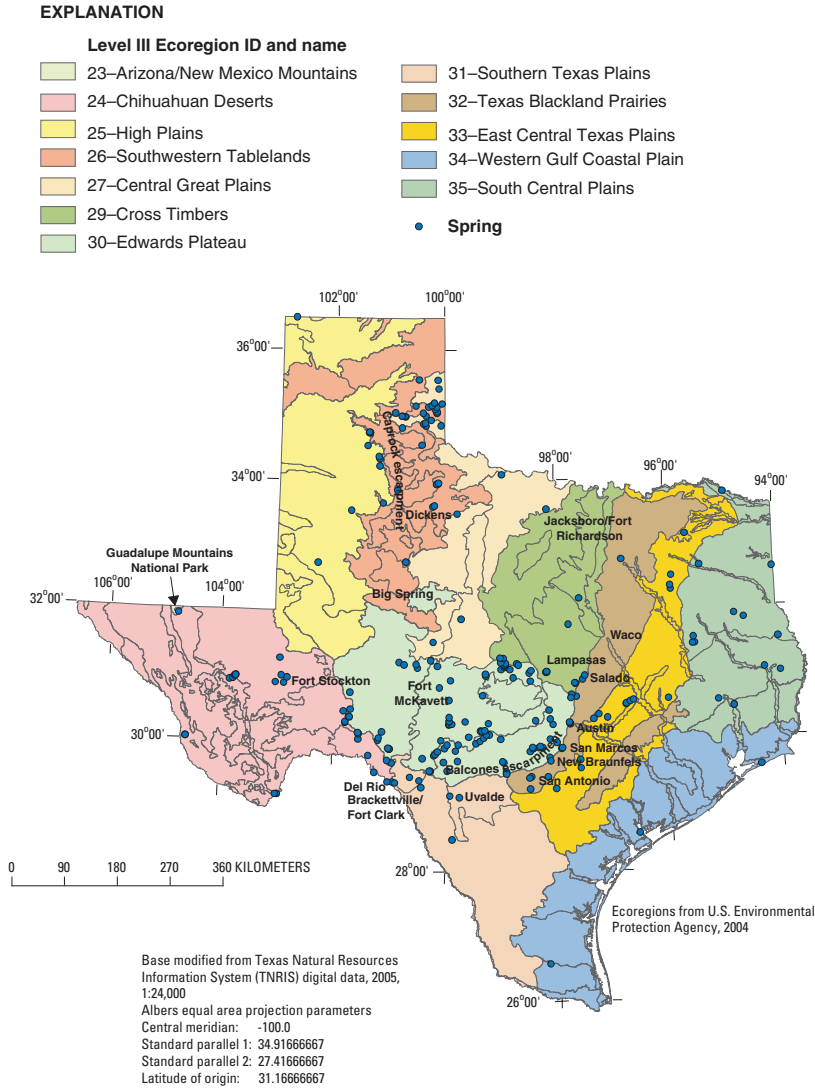 EXPLANATION
Level III Ecoregion ID and name
23–Arizona/New Mexico Mountains
24–Chihuahuan Deserts
25–High Plains
26–Southwestern Tablelands
27–Central Great Plains
29–Cross Timbers
30–Edwards Plateau
31–Southern Texas Plains
32–Texas Blackland Prairies
33–East Central Texas Plains
34–Western Gulf Coastal Plain
35–South Central Plains
Spring
102°00'
100°00'
36°00'
Caprock escarpment
98°00'
96°00'
94°00'
34°00'
Dickens
Jacksboro/Fort
Richardson
Guadalupe Mountains
National Park
106°00'
104°00'
32°00'
Big Spring
Waco
Lampasas
Salado
Fort Stockton
Fort
McKavett
30°00'
Austin
San Marcos
New Braunfels
Balcones Escarpment
San Antonio
Del Rio
Brackettville/
Fort Clark
Uvalde
0 90 180 270 360 KILOMETERS
28°00'
26°00'
Ecoregions from U.S. Environmental
Protection Agency, 2004
Base modified from Texas Natural Resources
Information System (TNRIS) digital data, 2005,
1:24,000
Albers equal area projection parameters
Central meridian: -100.0
Standard parallel 1: 34.91666667
Standard parallel 2: 27.41666667
Latitude of origin: 31.16666667